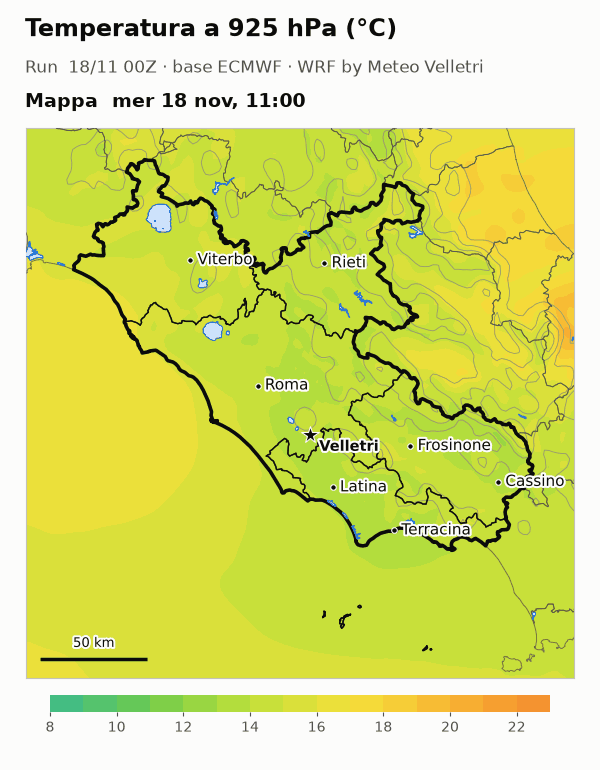 Temperatura a 925 hPa (°C)
Run  18/11 00Z · base ECMWF · WRF by Meteo Velletri
Mappa  mer 18 nov, 11:00
Viterbo
Rieti
Roma
Velletri
Frosinone
Latina
Cassino
Terracina
50 km
8 10 12 14 16 18 20 22